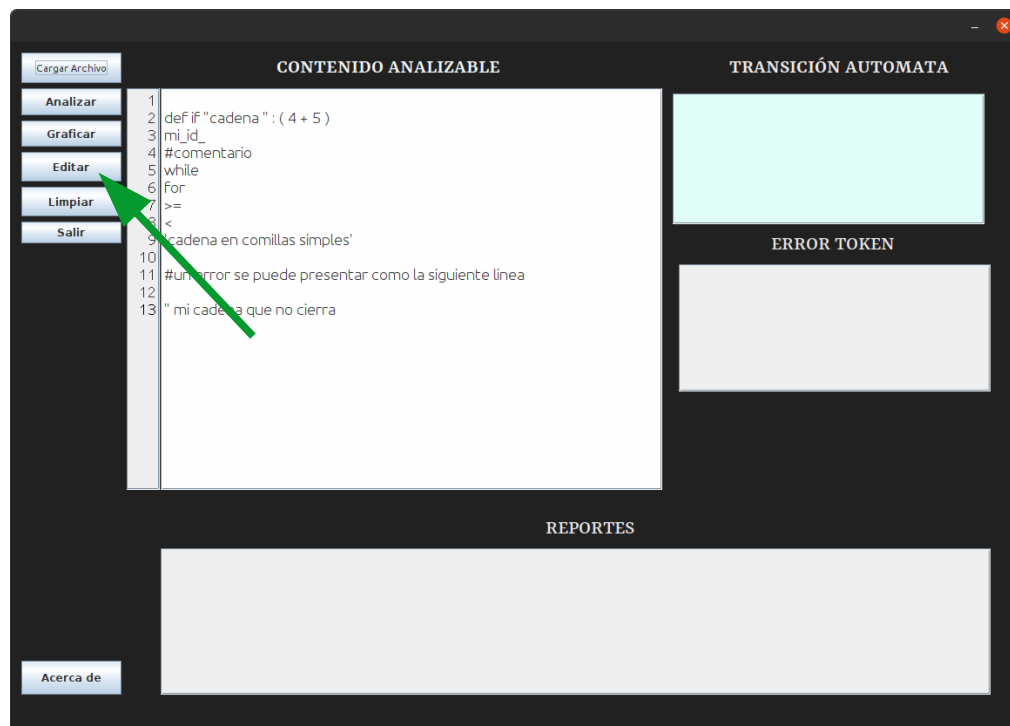 Cargar Archivo
CONTENIDO ANALIZABLE
TRANSICIÓN AUTOMATA
Analizar
Graficar
Editar
Limpiar
Salir
1
2 def if "cadena " : ( 4 + 5 )
3 mi_id_
4 #comentario
5 while
6 for
7 >=
8 <
9 'cadena en comillas simples'
10
11 #un error se puede presentar como la siguiente linea
12
13 " mi cadena que no cierra
ERROR TOKEN
REPORTES
Acerca de